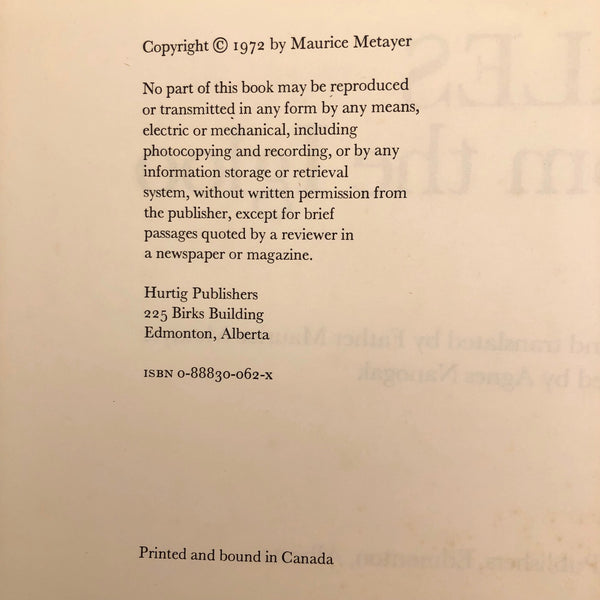 Copyright © 1972 by Maurice Metayer
No part of this book may be reproduced
or transmitted in any form by any means,
electric or mechanical, including
photocopying and recording, or by any
information storage or retrieval
system, without written permission from
the publisher, except for brief
passages quoted by a reviewer in
a newspaper or magazine.
Hurtig Publishers
225 Birks Building
Edmonton, Alberta
ISBN 0-88830-062-X
Printed and bound in Canada